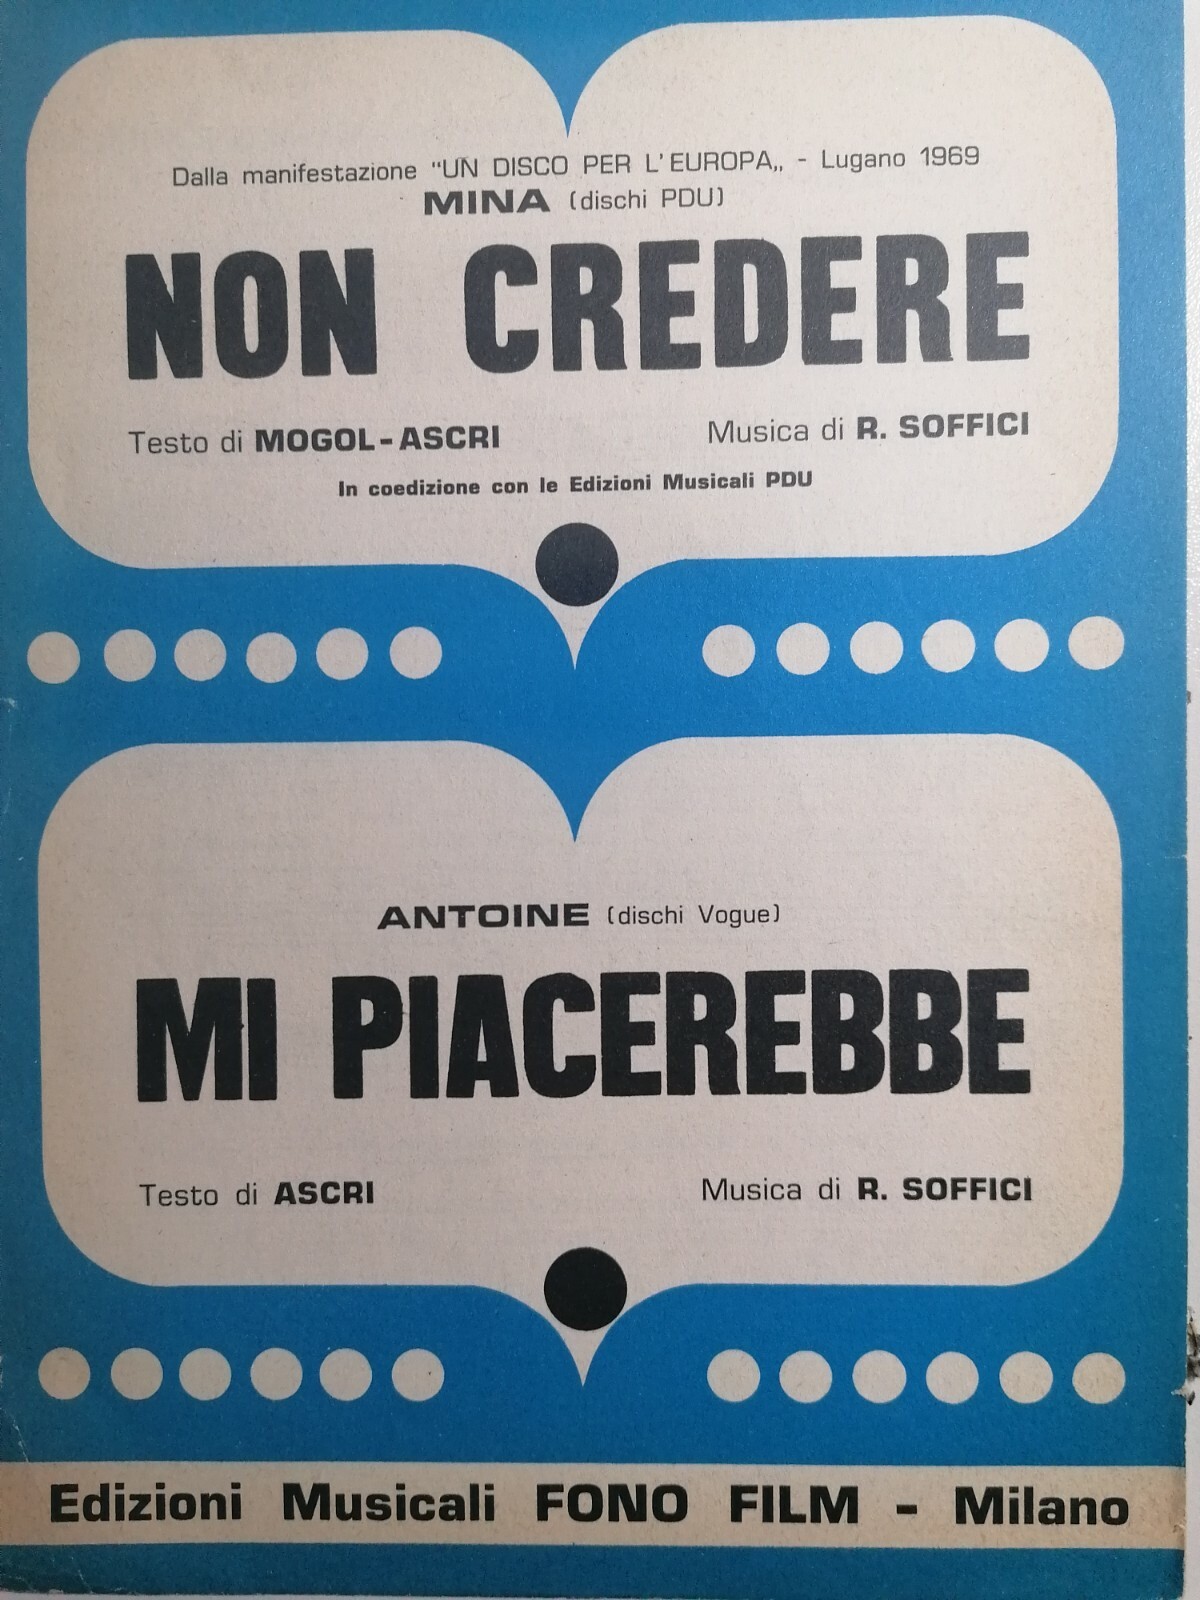 Dalla manifestazione "UN DISCO PER L'EUROPA„ - Lugano 1969
MINA (dischi PDU)
NON CREDERE
Testo di MOGOL-ASCRI Musica di R. SOFFICI
In coedizione con le Edizioni Musicali PDU
ANTOINE (dischi Vogue)
MI PIACEREBBE
Testo di ASCRI Musica di R. SOFFICI
Edizioni Musicali FONO FILM - Milano